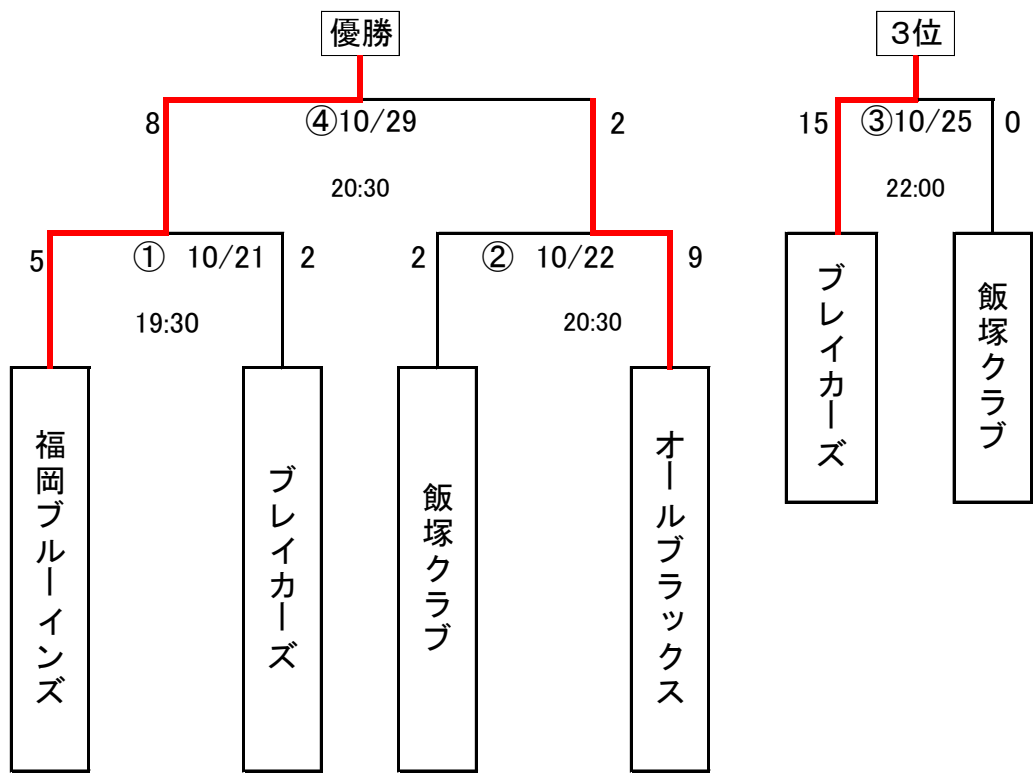 優勝
3位
8
④10/29
2
15
③10/25
0
20:30
22:00
5
① 10/21
2
2
② 10/22
9
19:30
20:30
ブレイカーズ
飯塚クラブ
福岡ブルーインズ
ブレイカーズ
飯塚クラブ
オールブラックス